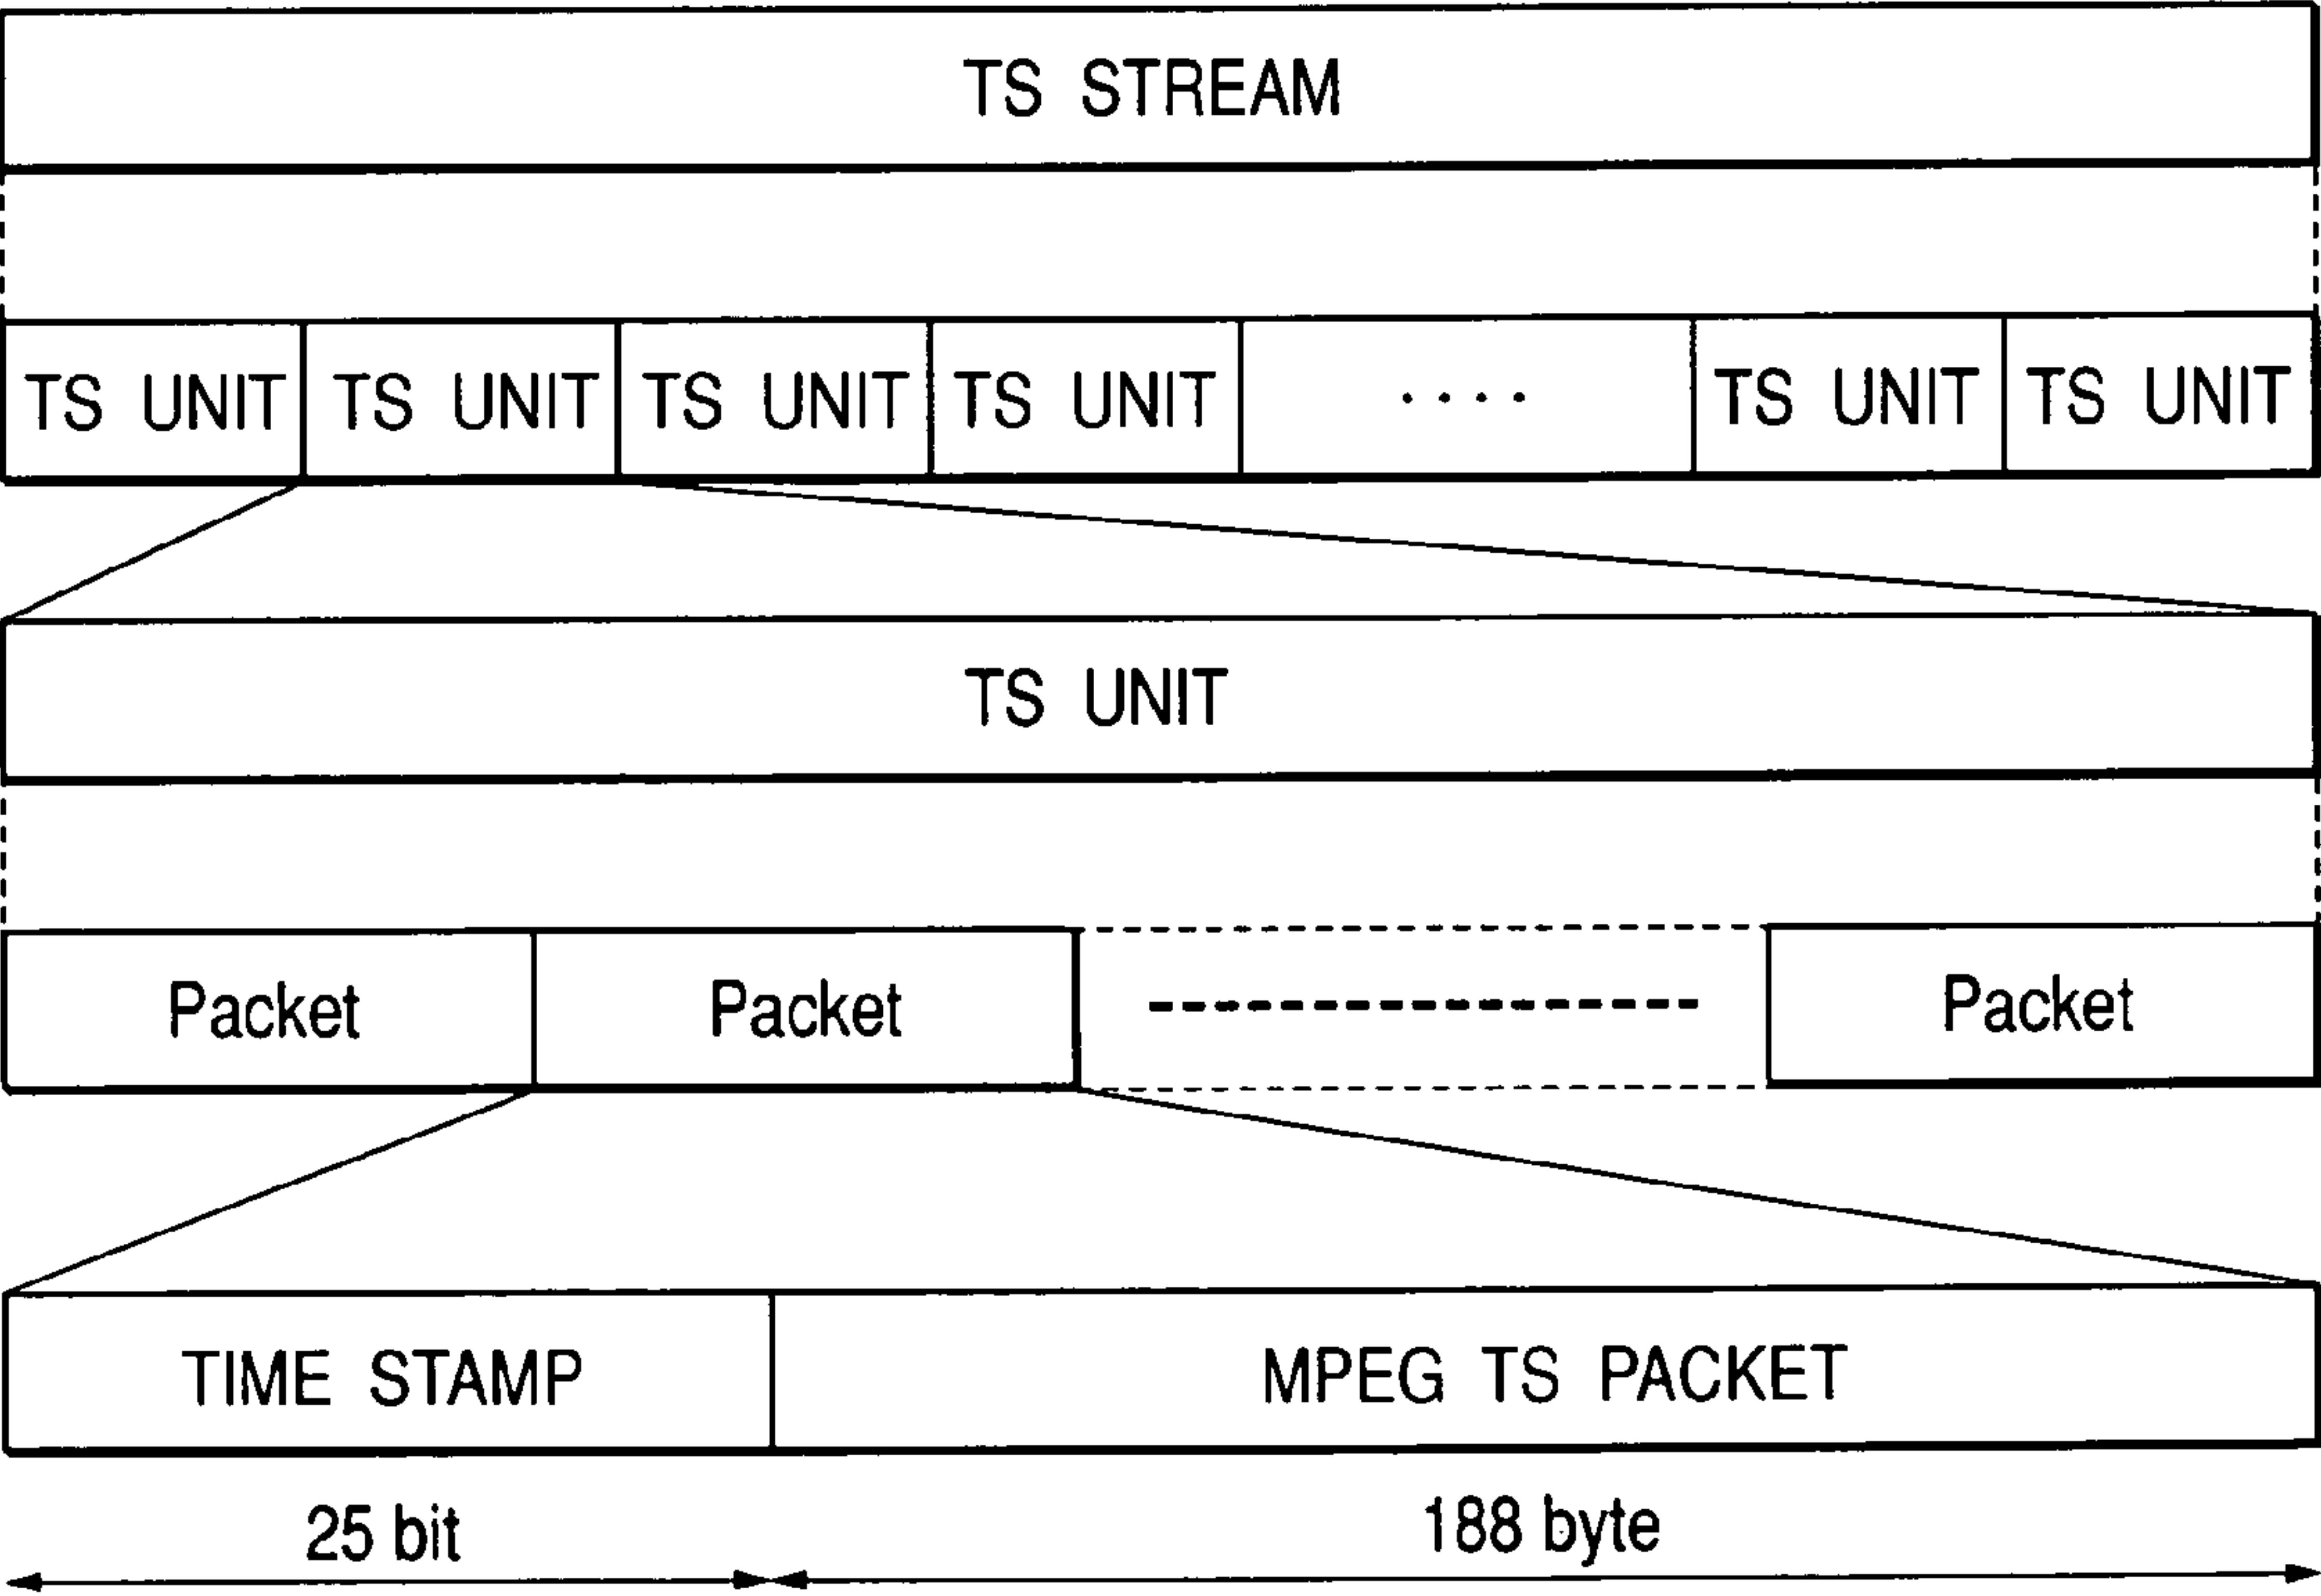 TS STREAM
TS UNIT TS UNIT TS UNIT TS UNIT .... TS UNIT TS UNIT
TS UNIT
Packet Packet Packet
TIME STAMP MPEG TS PACKET
25 bit 188 byte